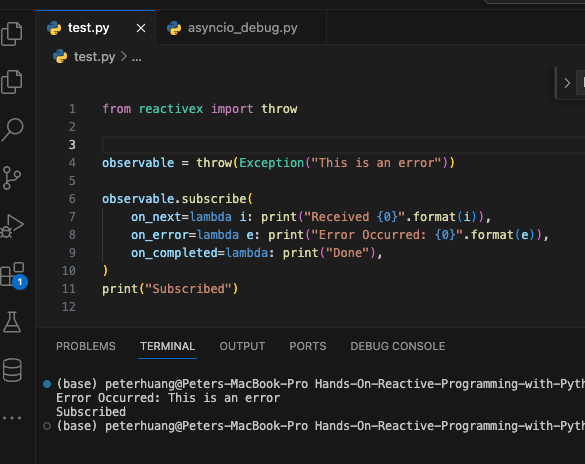 test.py
asyncio_debug.py
test.py > ...
1 from reactivex import throw
2
3
4 observable = throw(Exception("This is an error"))
5
6 observable.subscribe(
7 on_next=lambda i: print("Received {0}".format(i)),
8 on_error=lambda e: print("Error Occurred: {0}".format(e)),
9 on_completed=lambda: print("Done"),
10 )
11 print("Subscribed")
12
1
PROBLEMS TERMINAL OUTPUT PORTS DEBUG CONSOLE
(base) peterhuang@Peters-MacBook-Pro Hands-On-Reactive-Programming-with-Pyth
Error Occurred: This is an error
Subscribed
(base) peterhuang@Peters-MacBook-Pro Hands-On-Reactive-Programming-with-Pyth